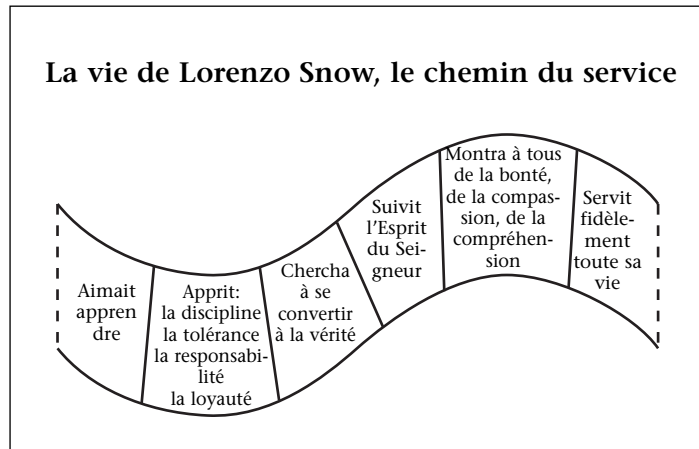 La vie de Lorenzo Snow, le chemin du service
Aimait
appren
dre
Apprit:
la discipline
la tolérance
la responsabi-
lité
la loyauté
Chercha
à se
convertir
à la vérité
Suivit
l'Esprit
du Sei-
gneur
Montra à tous
de la bonté,
de la compas-
sion, de la
compréhen-
sion
Servit
fidèle-
ment
toute sa
vie